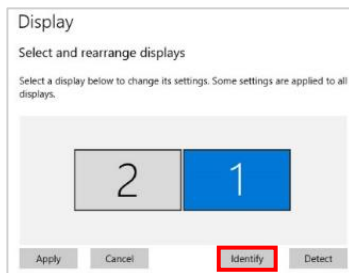 Display
Select and rearrange displays
Select a display below to change its settings. Some settings are applied to all
displays.
2 1
Apply Cancel Identify Detect